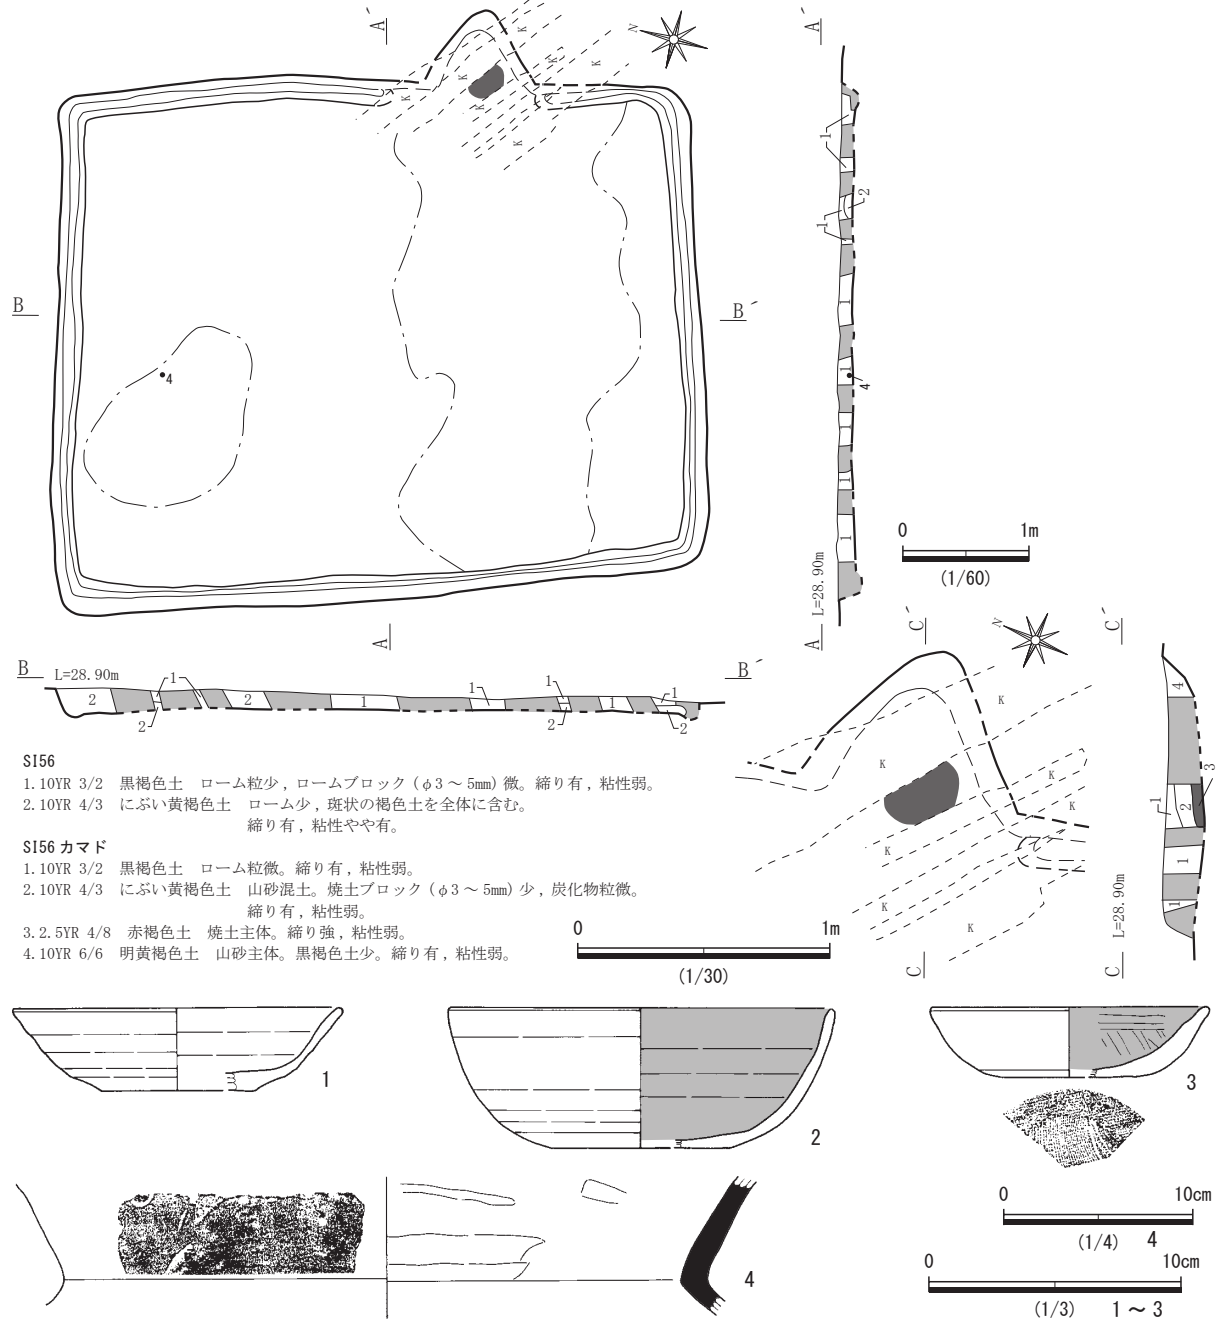 A A´
N
K K K K K K K K
B B´
4
A A´
1 2 1 1 1 4 1 1 1
L=28.90m
0 1m
(1/60)
B L=28.90m B´
2 1 2 2 1 1 1 2 1 1 2
SI56
1.10YR 3/2 黒褐色土 ローム粒少，ロームブロック（φ3～5mm）微。締り有，粘性弱。
2.10YR 4/3 にぶい黄褐色土 ローム少，斑状の褐色土を全体に含む。
締り有，粘性やや有。
SI56 カマド
1.10YR 3/2 黒褐色土 ローム粒微。締り有，粘性弱。
2.10YR 4/3 にぶい黄褐色土 山砂混土。焼土ブロック（φ3～5mm）少，炭化物粒微。
締り有，粘性弱。
3.2.5YR 4/8 赤褐色土 焼土主体。締り強，粘性弱。
4.10YR 6/6 明黄褐色土 山砂主体。黒褐色土少。締り有，粘性弱。
C C´
N
K K K K K K K
C C´
4 3 1 2 1 1
L=28.90m
0 1m
(1/30)
1
2
3
4
0 10cm
(1/4) 4
0 10cm
(1/3) 1～3